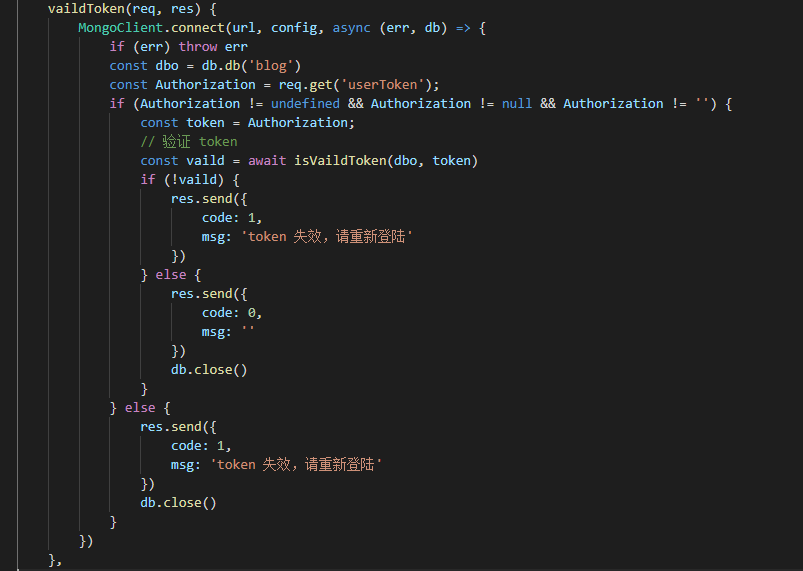 vaildToken(req, res) {
MongoClient.connect(url, config, async (err, db) => {
if (err) throw err
const dbo = db.db('blog')
const Authorization = req.get('userToken');
if (Authorization != undefined && Authorization != null && Authorization != '') {
const token = Authorization;
// 验证 token
const vaild = await isVaildToken(dbo, token)
if (!vaild) {
res.send({
code: 1,
msg: 'token 失效，请重新登陆'
})
} else {
res.send({
code: 0,
msg: ''
})
db.close()
}
} else {
res.send({
code: 1,
msg: 'token 失效，请重新登陆'
})
db.close()
}
})
},